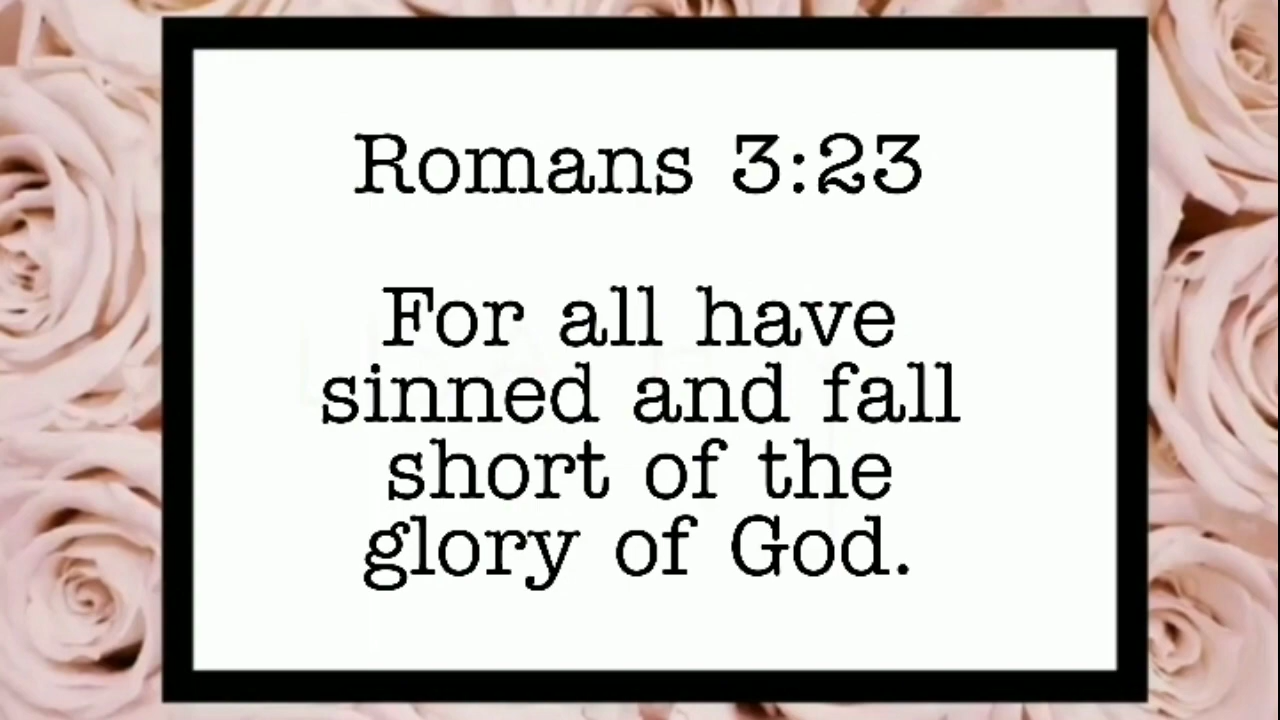 Romans 3:23
For all have
sinned and fall
short of the
glory of God.